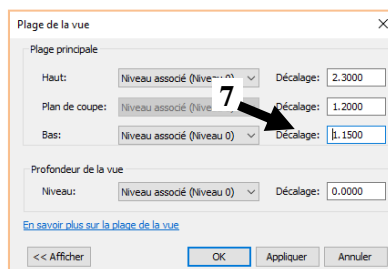 Plage de la vue
Plage principale
Haut: Niveau associé (Niveau 0) Décalage: 2.3000
Plan de coupe: Niveau associé (Niveau 0) Décalage: 1.2000
7
Bas: Niveau associé (Niveau 0) Décalage: 1.1500
Profondeur de la vue
Niveau: Niveau associé (Niveau 0) Décalage: 0.0000
En savoir plus sur la plage de la vue
<< Afficher OK Appliquer Annuler